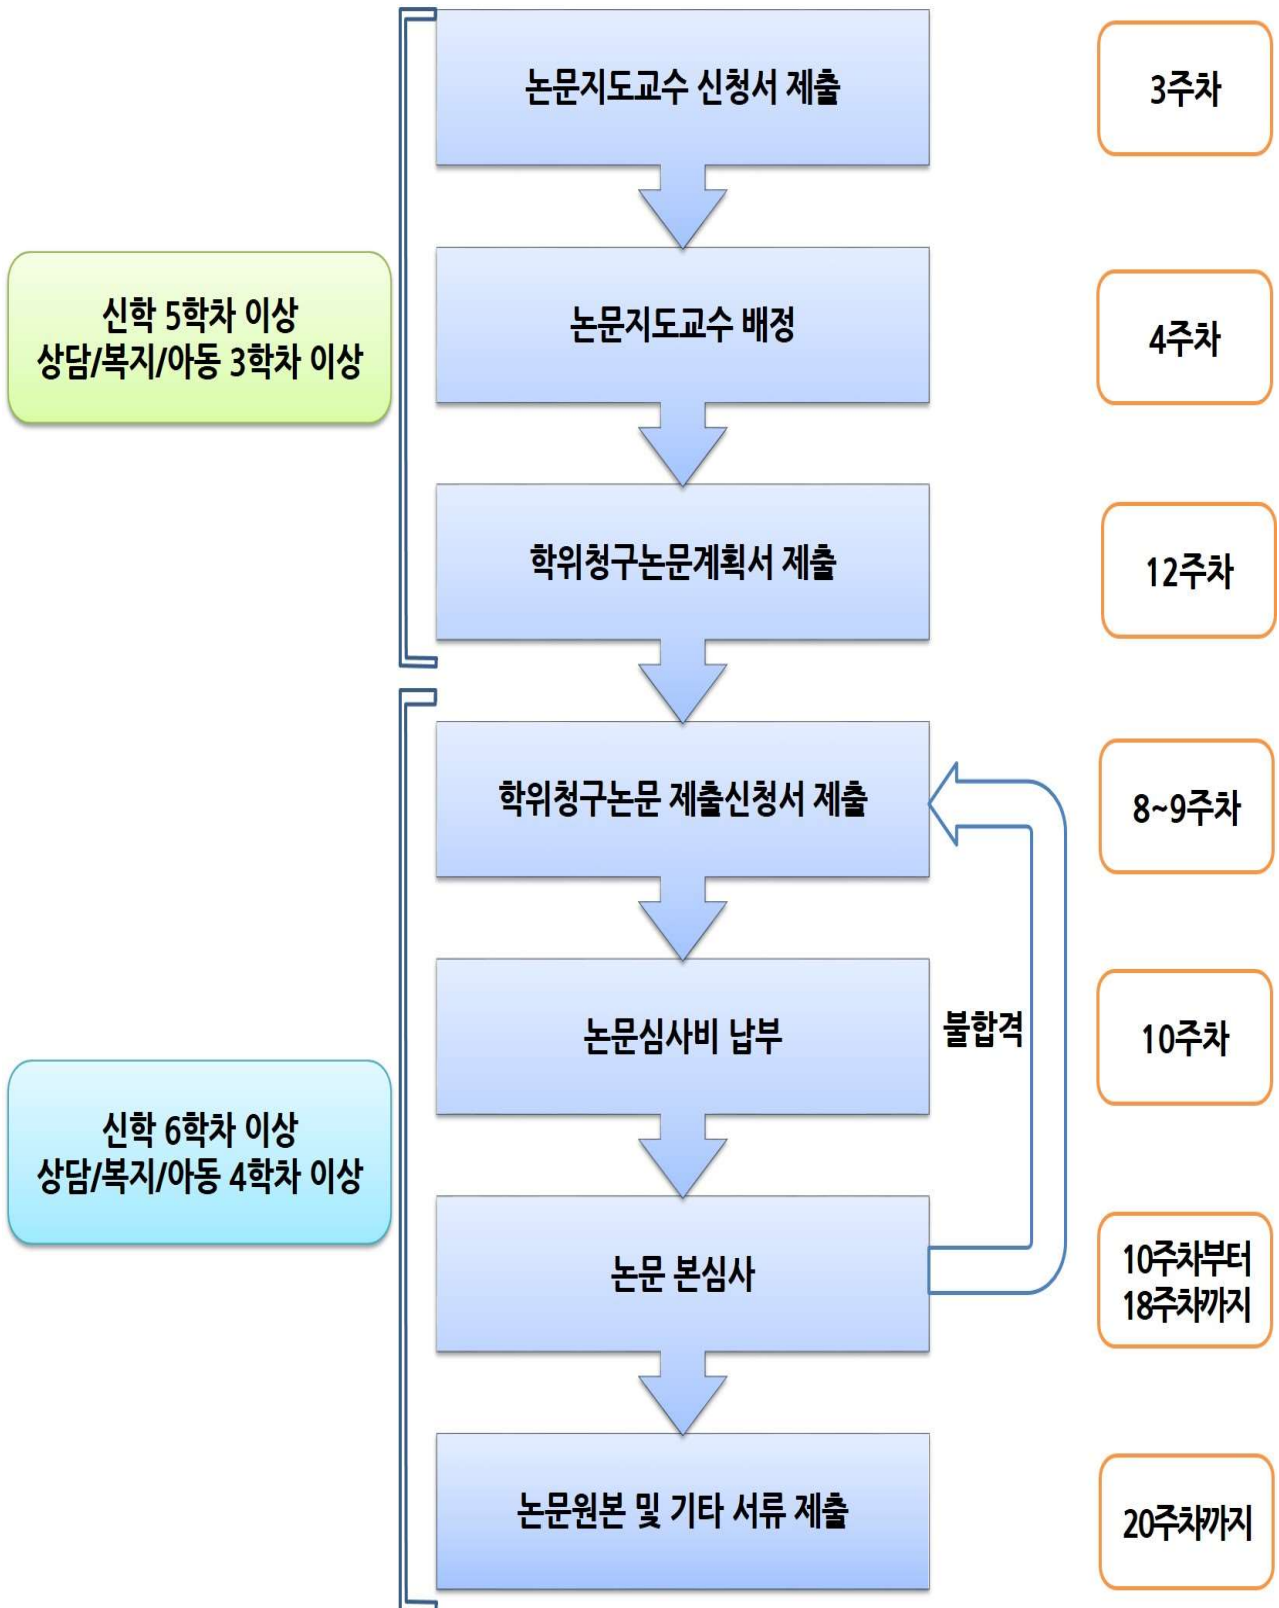 논문지도교수 신청서 제출
3주차
신학 5학차 이상
상담/복지/아동 3학차 이상
논문지도교수 배정
4주차
학위청구논문계획서 제출
12주차
학위청구논문 제출신청서 제출
8~9주차
논문심사비 납부
불합격
10주차
신학 6학차 이상
상담/복지/아동 4학차 이상
논문 본심사
10주차부터
18주차까지
논문원본 및 기타 서류 제출
20주차까지